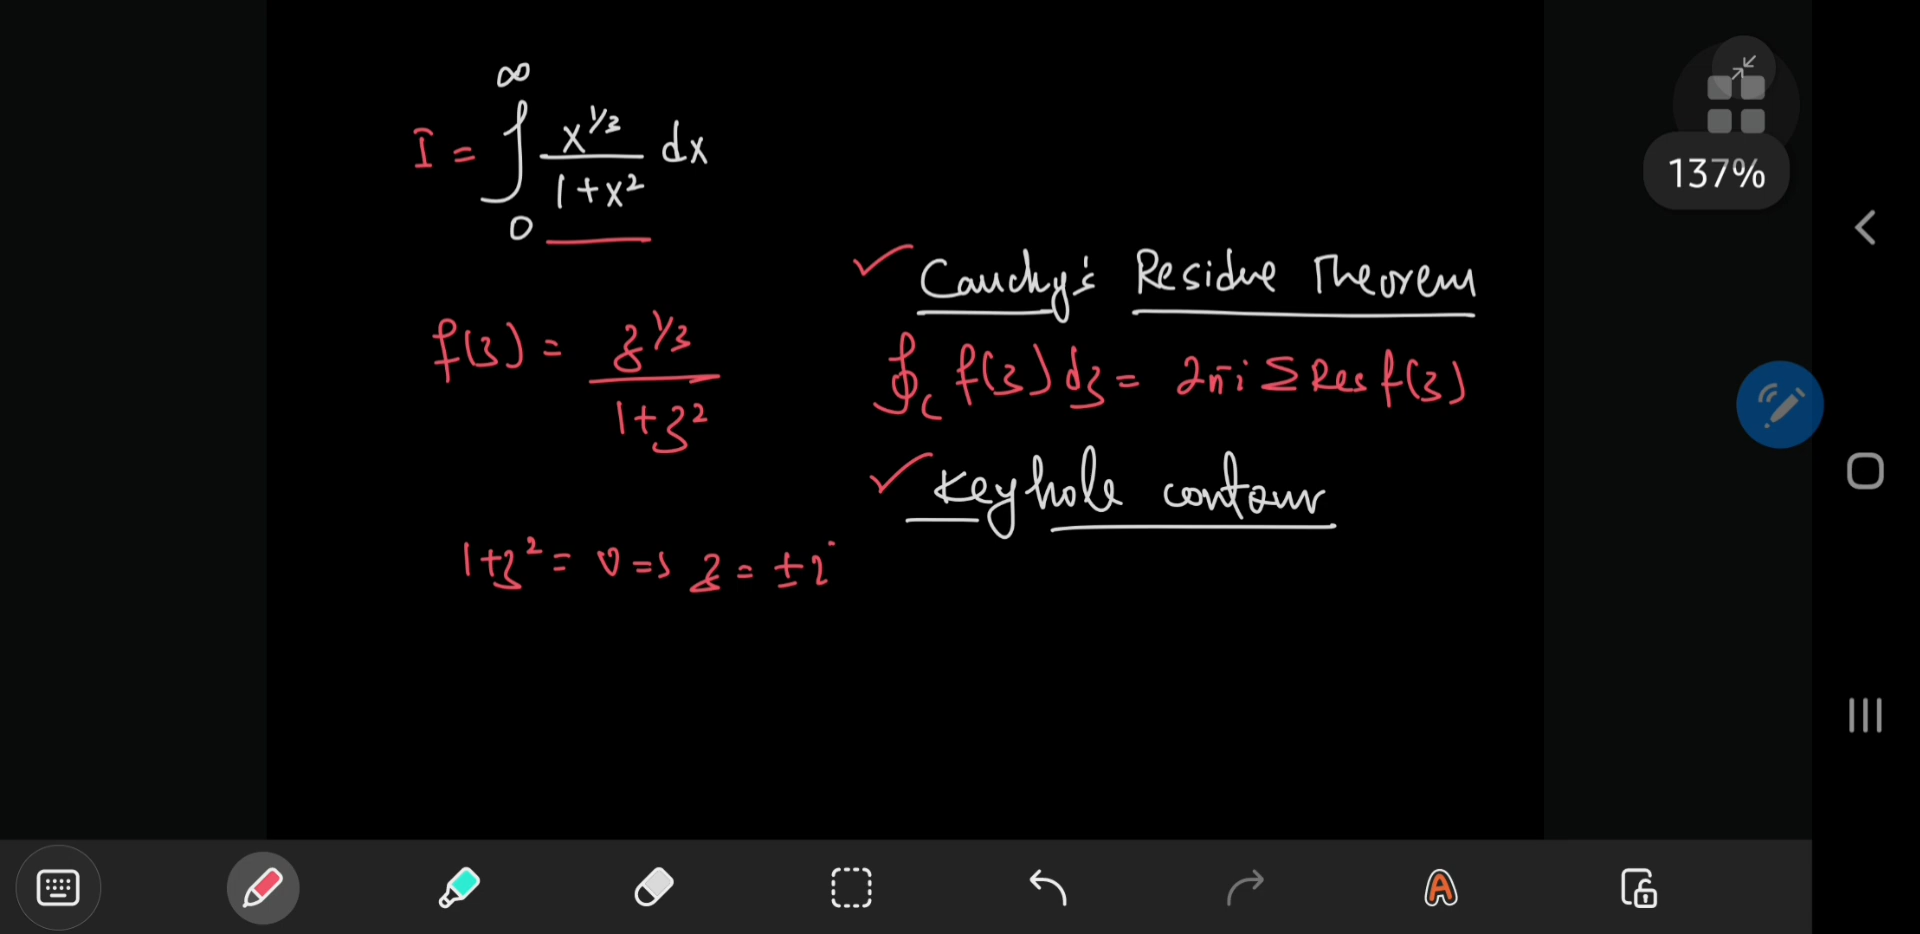 I = ∫₀^∞ x^{1/3} / (1+x²) dx
137%
Cauchy's Residue Theorem
f(z) = z^{1/3} / (1+z²)
∮_C f(z) dz = 2πi Σ Res f(z)
Keyhole contour
1+z² = 0 => z = ±i
A